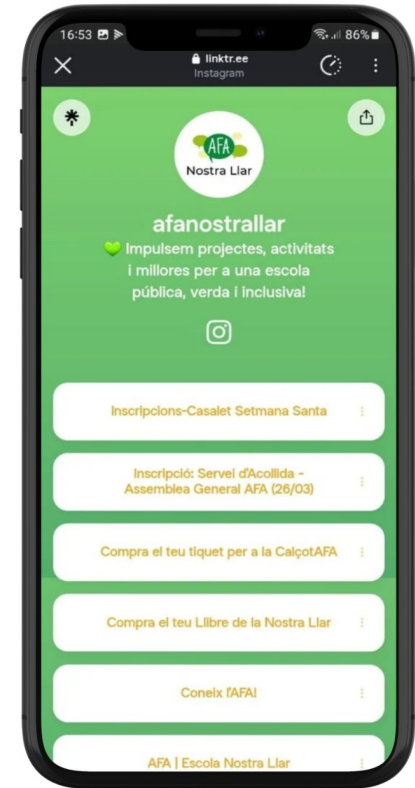 16:53 86%
linktr.ee
Instagram
AFA
Nostra Llar
afanostrallar
💚 Impulsem projectes, activitats
i millores per a una escola
pública, verda i inclusiva!
Inscripcions-Casalet Setmana Santa
Inscripció: Servei d'Acollida -
Assemblea General AFA (26/03)
Compra el teu tiquet per a la CalçotAFA
Compra el teu Llibre de la Nostra Llar
Coneix l'AFA!
AFA | Escola Nostra Llar